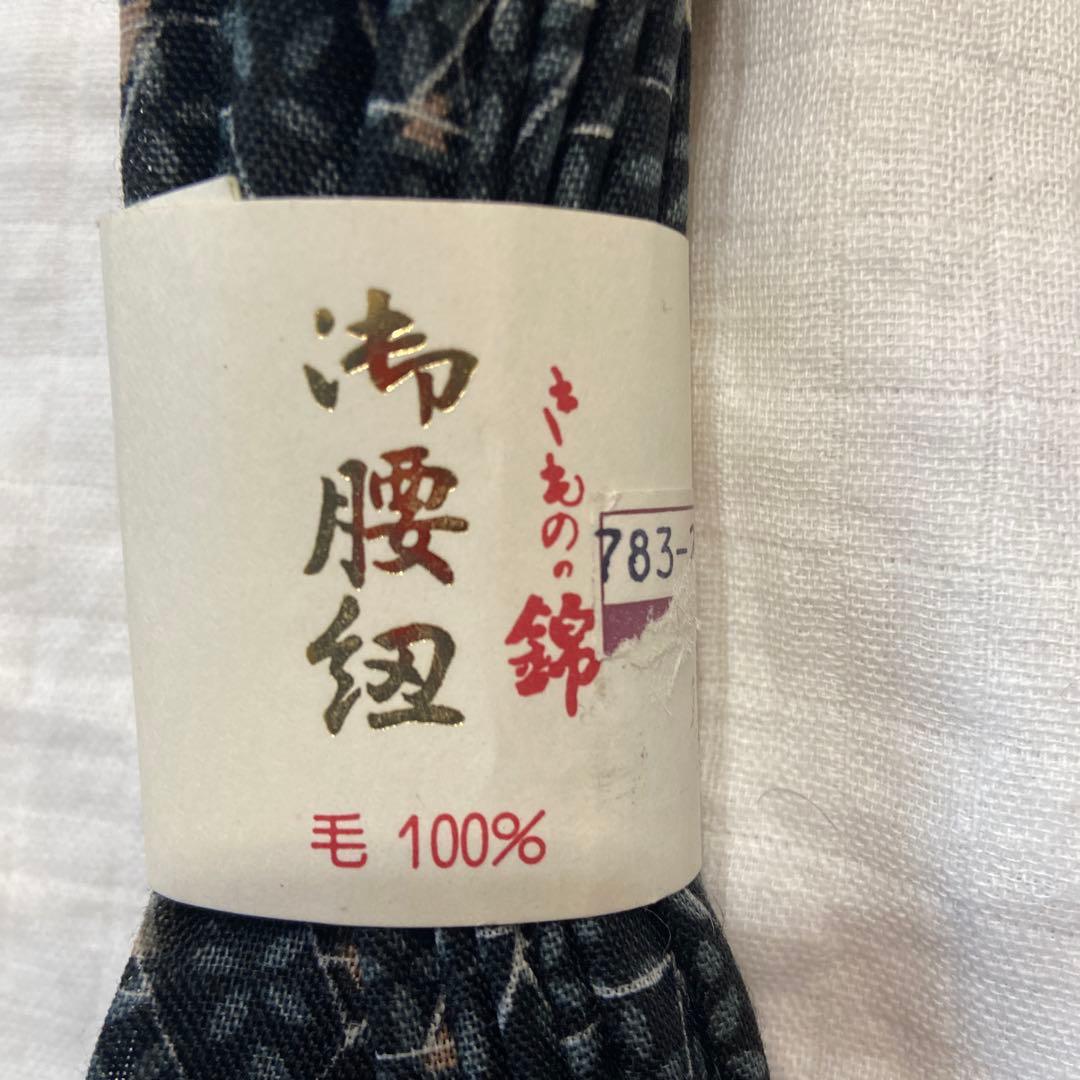 御腰紐
きものの錦
783-
毛 100%